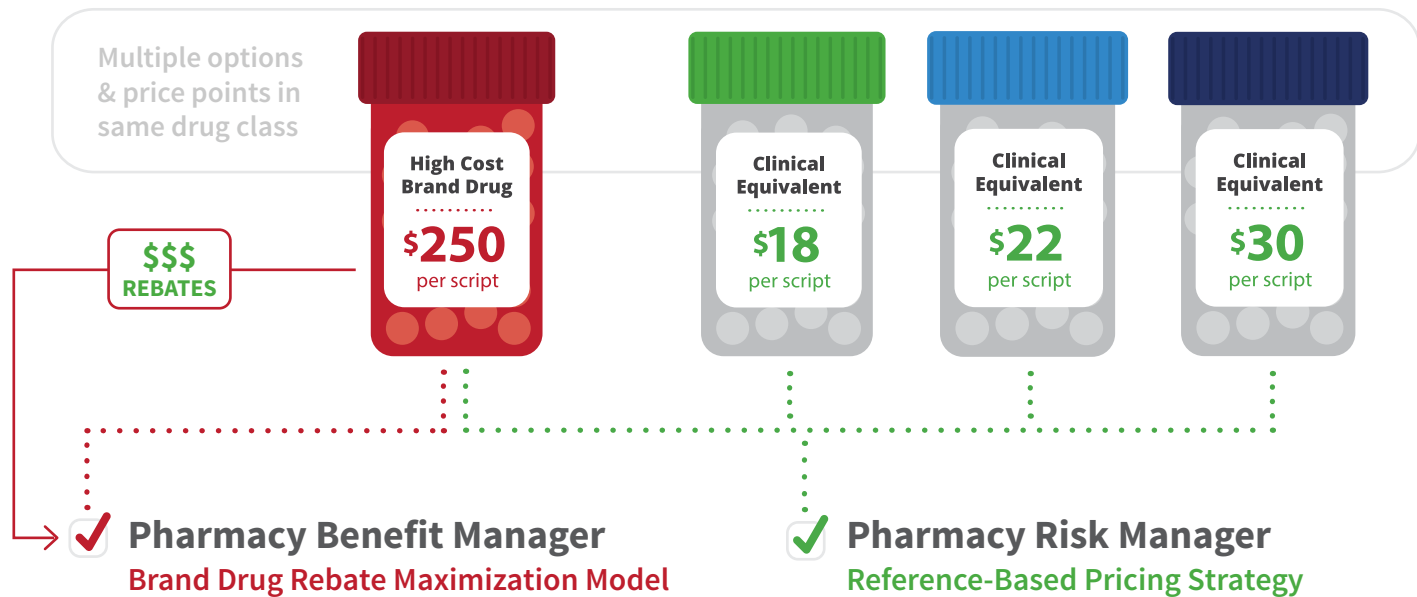 Multiple options
& price points in
same drug class
High Cost
Brand Drug
$250
per script
Clinical
Equivalent
$18
per script
Clinical
Equivalent
$22
per script
Clinical
Equivalent
$30
per script
$$$
REBATES
Pharmacy Benefit Manager
Brand Drug Rebate Maximization Model
Pharmacy Risk Manager
Reference-Based Pricing Strategy